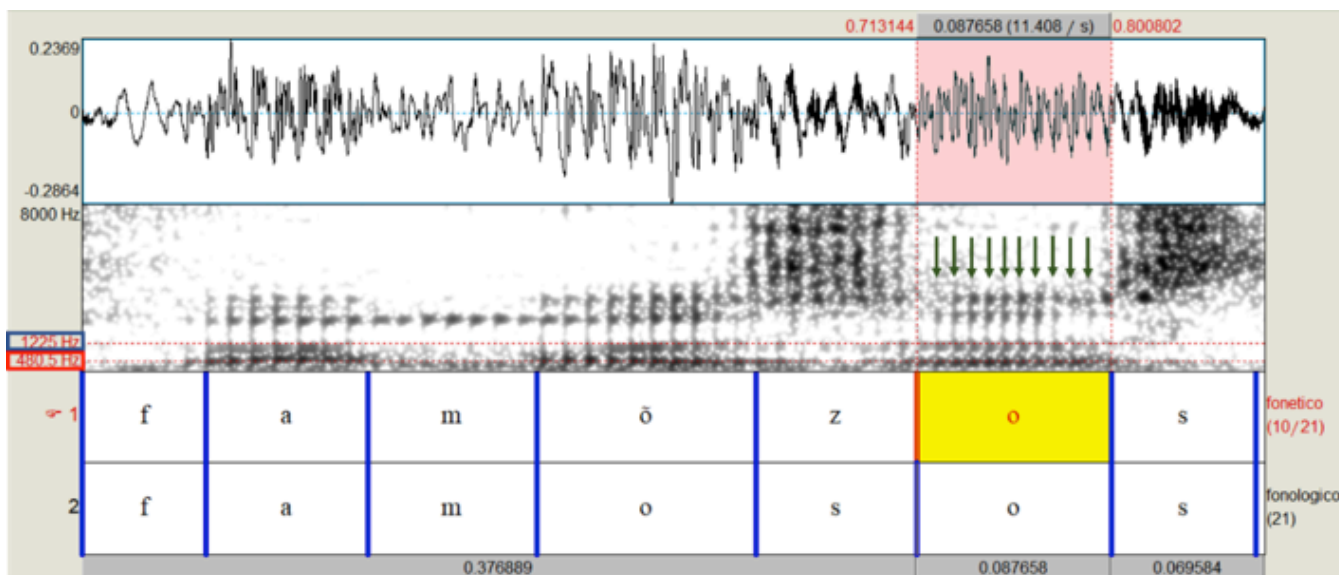 0.713144 0.087658 (11.408 / s) 0.800802
0.2369
0
-0.2864
8000 Hz
1225 Hz
480.5 Hz
☞ 1 f a m õ z o s fonetico (10/21)
2 f a m o s o s fonologico (21)
0.376889 0.087658 0.069584